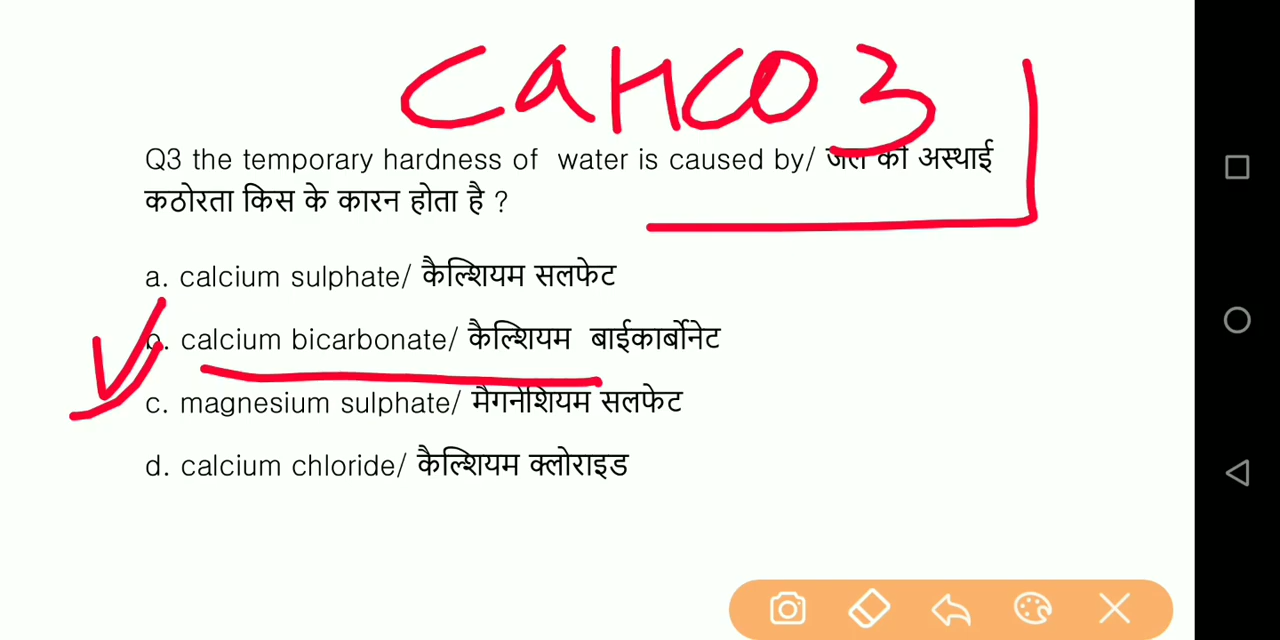 CaHCO3
Q3 the temporary hardness of water is caused by/ जल की अस्थाई
कठोरता किस के कारन होता है ?
a. calcium sulphate/ कैल्शियम सलफेट
b. calcium bicarbonate/ कैल्शियम बाईकार्बोनेट
c. magnesium sulphate/ मैगनेशियम सलफेट
d. calcium chloride/ कैल्शियम क्लोराइड